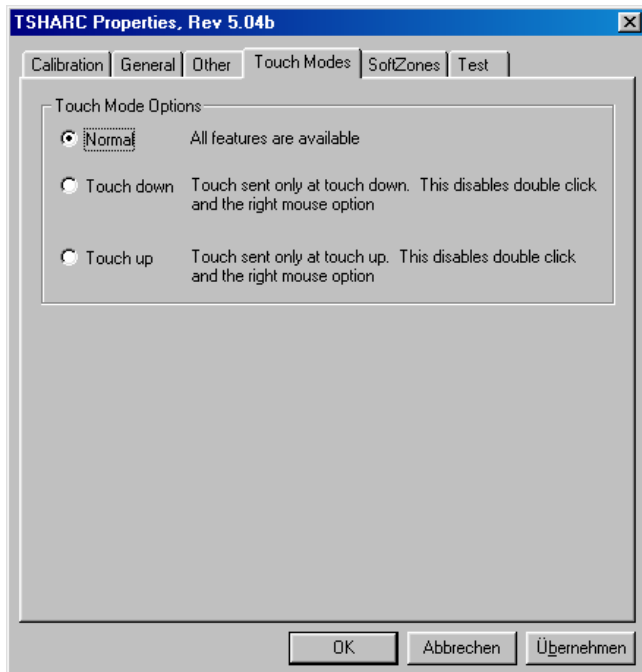 TSHARC Properties, Rev 5.04b
Calibration General Other Touch Modes SoftZones Test
Touch Mode Options
Normal All features are available
Touch down Touch sent only at touch down. This disables double click
and the right mouse option
Touch up Touch sent only at touch up. This disables double click
and the right mouse option
OK Abbrechen Übernehmen